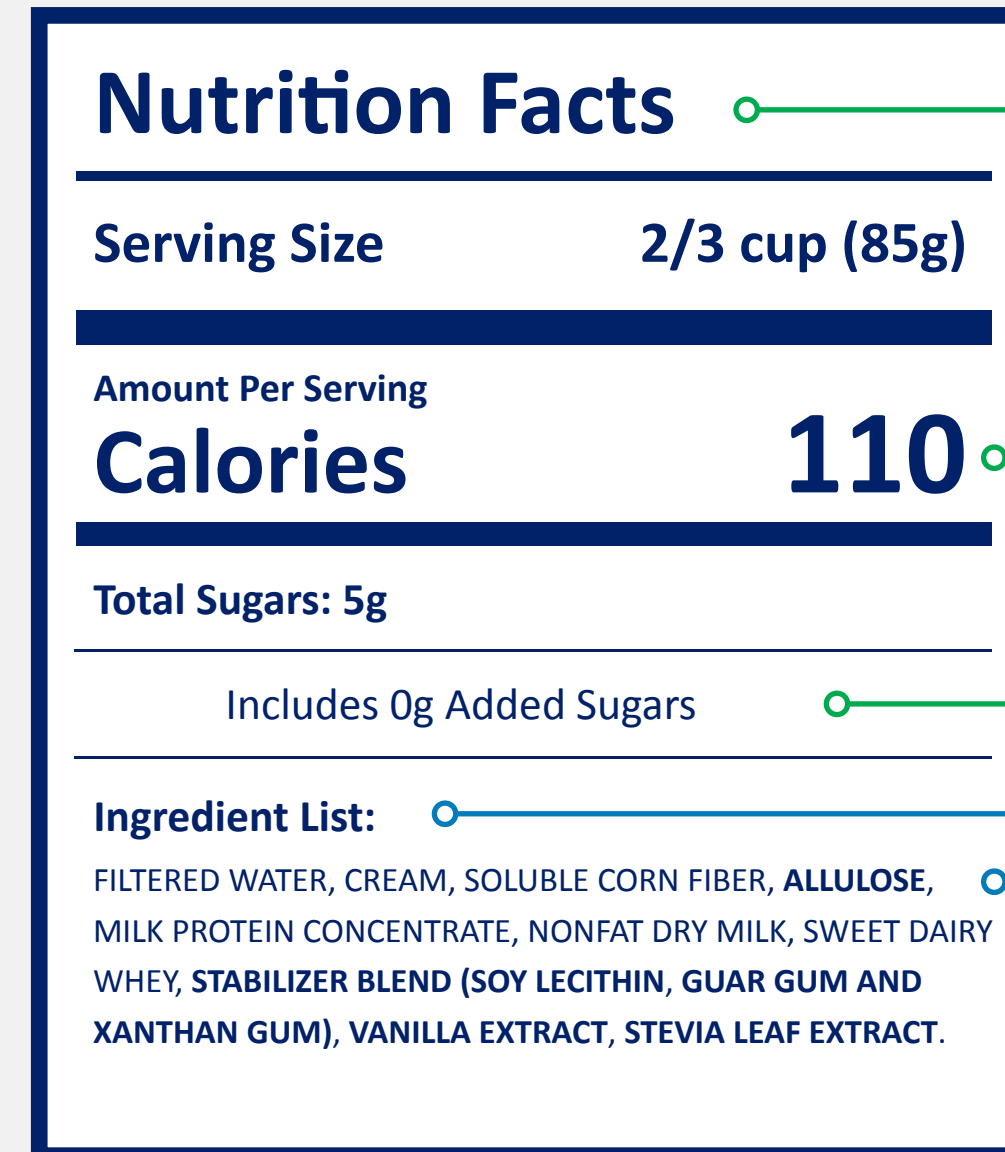 Nutrition Facts
Serving Size 2/3 cup (85g)
Amount Per Serving
Calories 110
Total Sugars: 5g
Includes 0g Added Sugars
Ingredient List:
FILTERED WATER, CREAM, SOLUBLE CORN FIBER, ALLULOSE,
MILK PROTEIN CONCENTRATE, NONFAT DRY MILK, SWEET DAIRY
WHEY, STABILIZER BLEND (SOY LECITHIN, GUAR GUM AND
XANTHAN GUM), VANILLA EXTRACT, STEVIA LEAF EXTRACT.